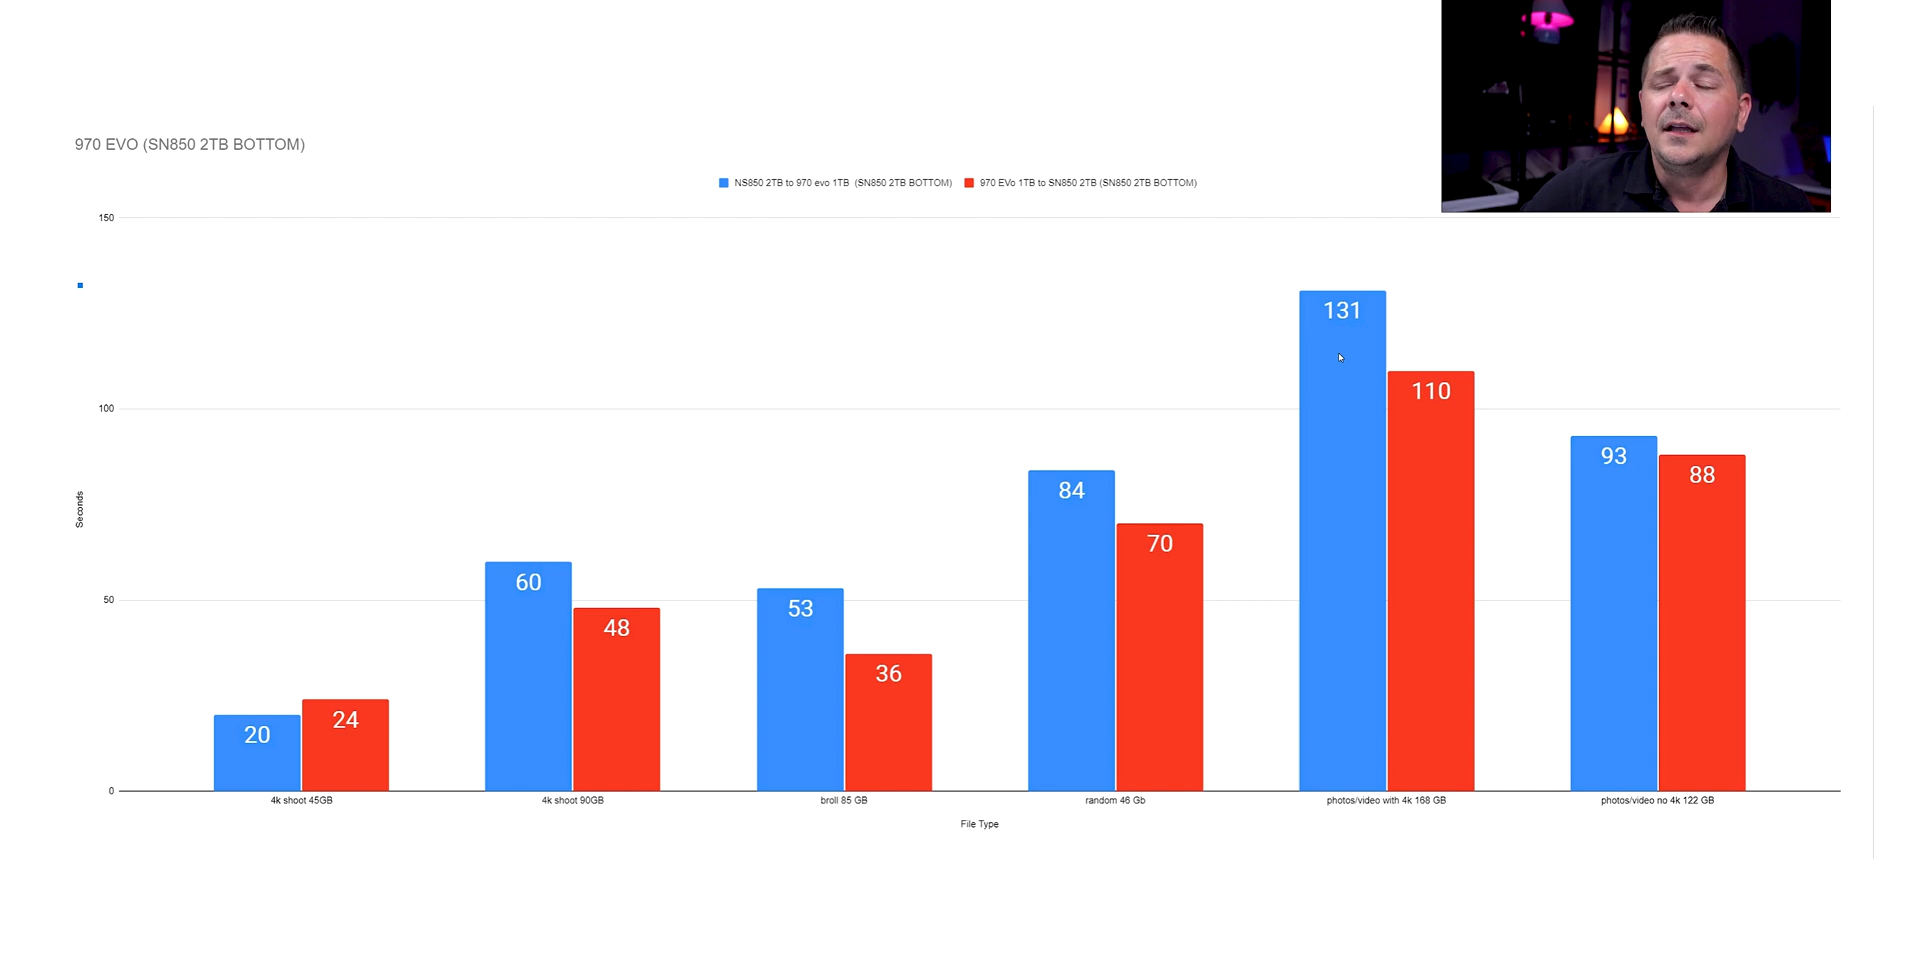 970 EVO (SN850 2TB BOTTOM)
NS850 2TB to 970 evo 1TB (SN850 2TB BOTTOM)
970 EVo 1TB to SN850 2TB (SN850 2TB BOTTOM)
150
100
50
0
Seconds
20
24
60
48
53
36
84
70
131
110
93
88
4k shoot 45GB
4k shoot 90GB
broll 85 GB
random 46 Gb
photos/video with 4k 168 GB
photos/video no 4k 122 GB
File Type